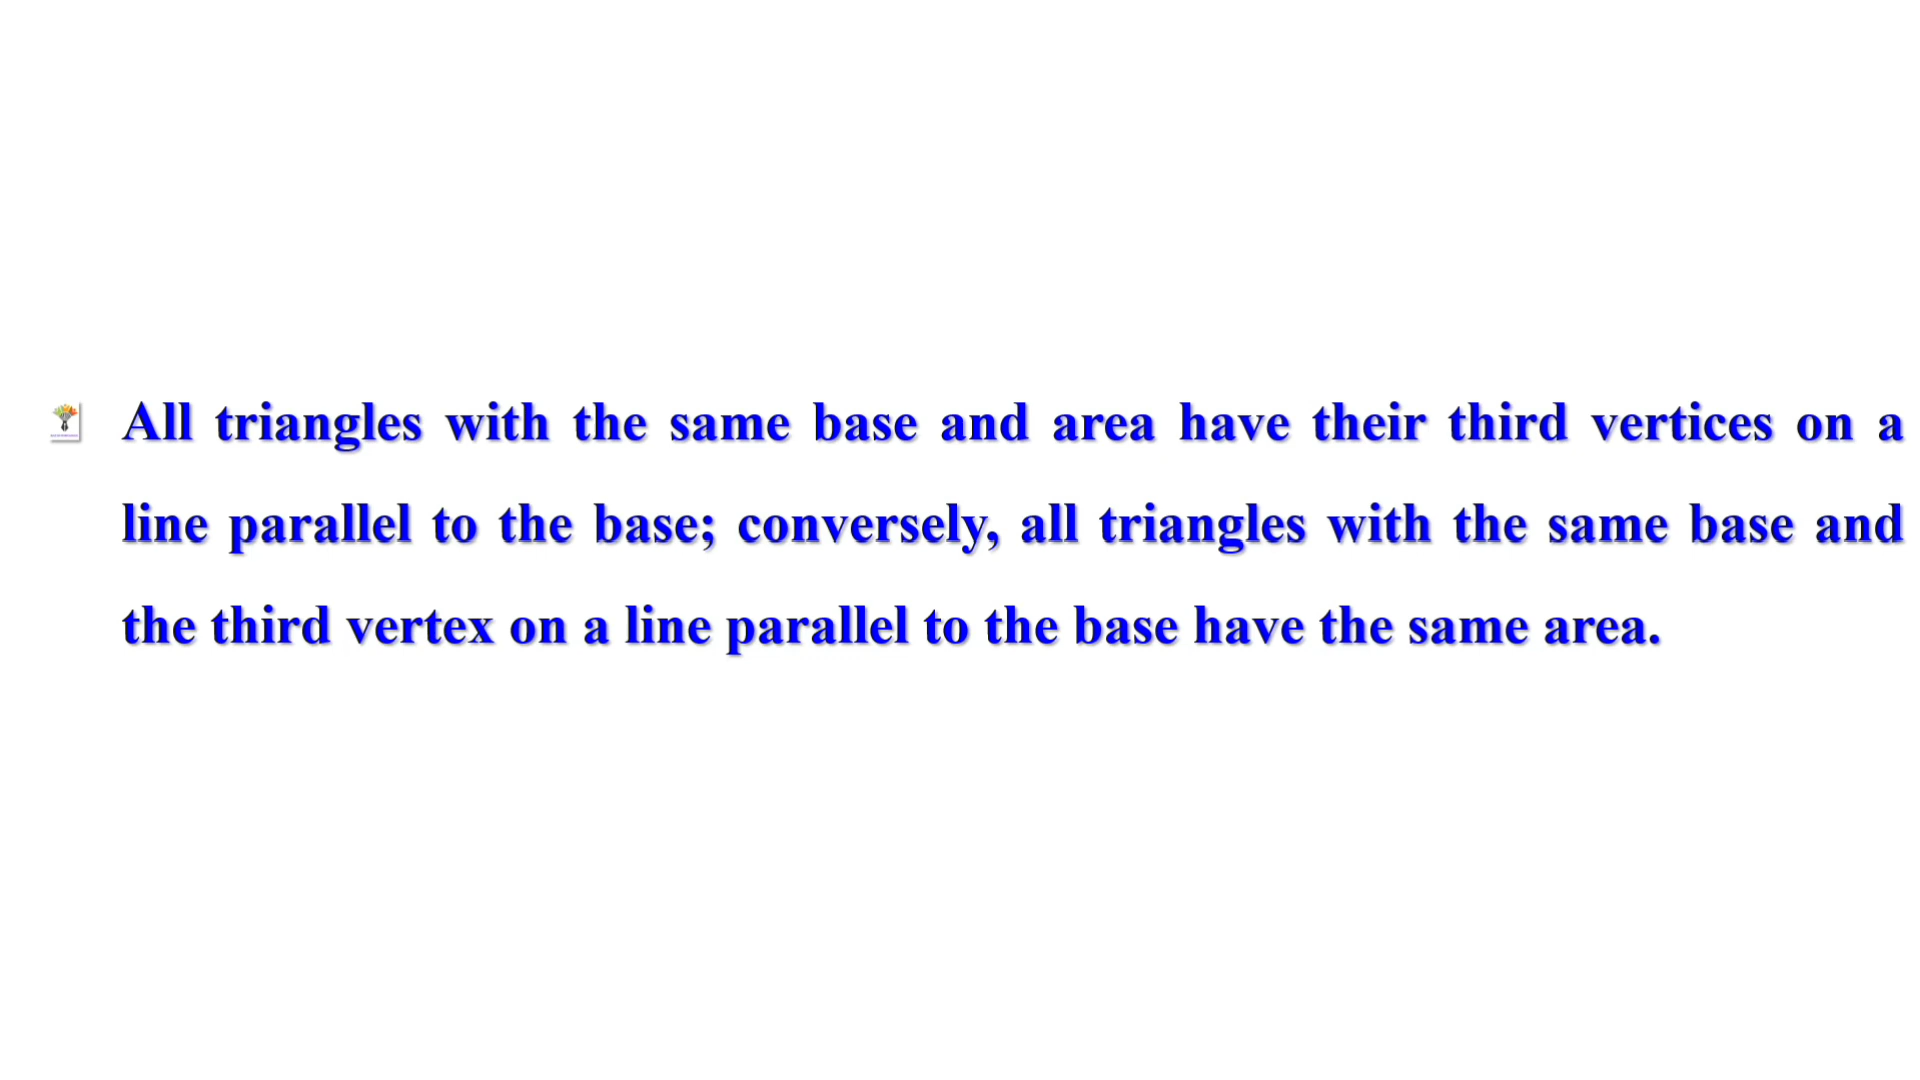 All triangles with the same base and area have their third vertices on a
line parallel to the base; conversely, all triangles with the same base and
the third vertex on a line parallel to the base have the same area.